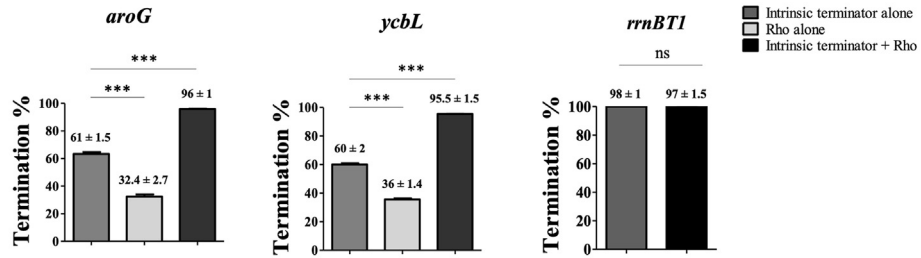 aroG
***
***
61 ± 1.5
32.4 ± 2.7
96 ± 1
Termination %
100
80
60
40
20
0
ycbL
***
***
60 ± 2
36 ± 1.4
95.5 ± 1.5
Termination %
100
80
60
40
20
0
rrnBT1
ns
98 ± 1
97 ± 1.5
Termination %
100
80
60
40
20
0
Intrinsic terminator alone
Rho alone
Intrinsic terminator + Rho